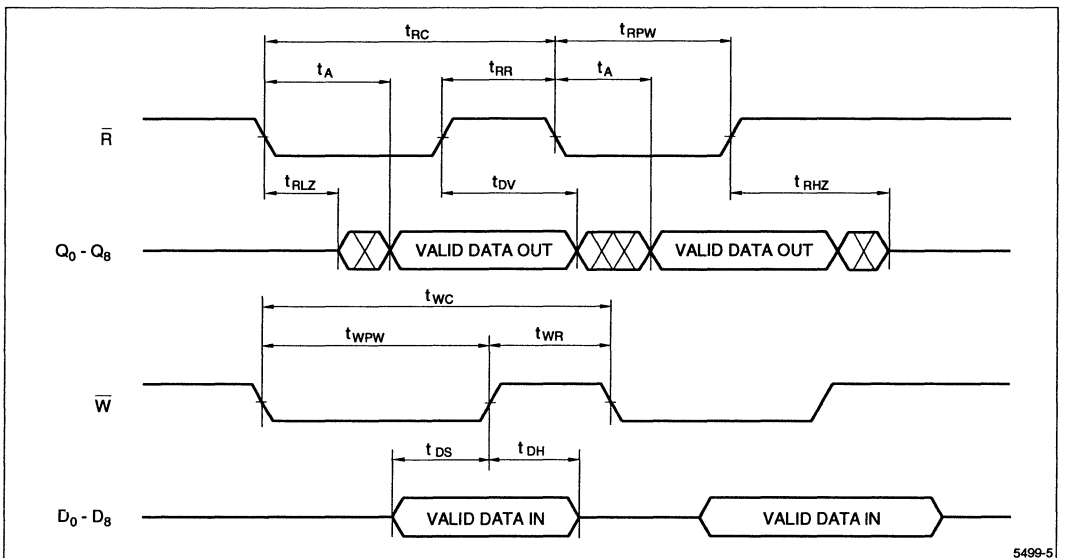 tRC tRPW
tA tRR tA
R̅
tRLZ tDV tRHZ
Q0 - Q8 VALID DATA OUT VALID DATA OUT
tWC
tWPW tWR
W̅
tDS tDH
D0 - D8 VALID DATA IN VALID DATA IN
5499-5